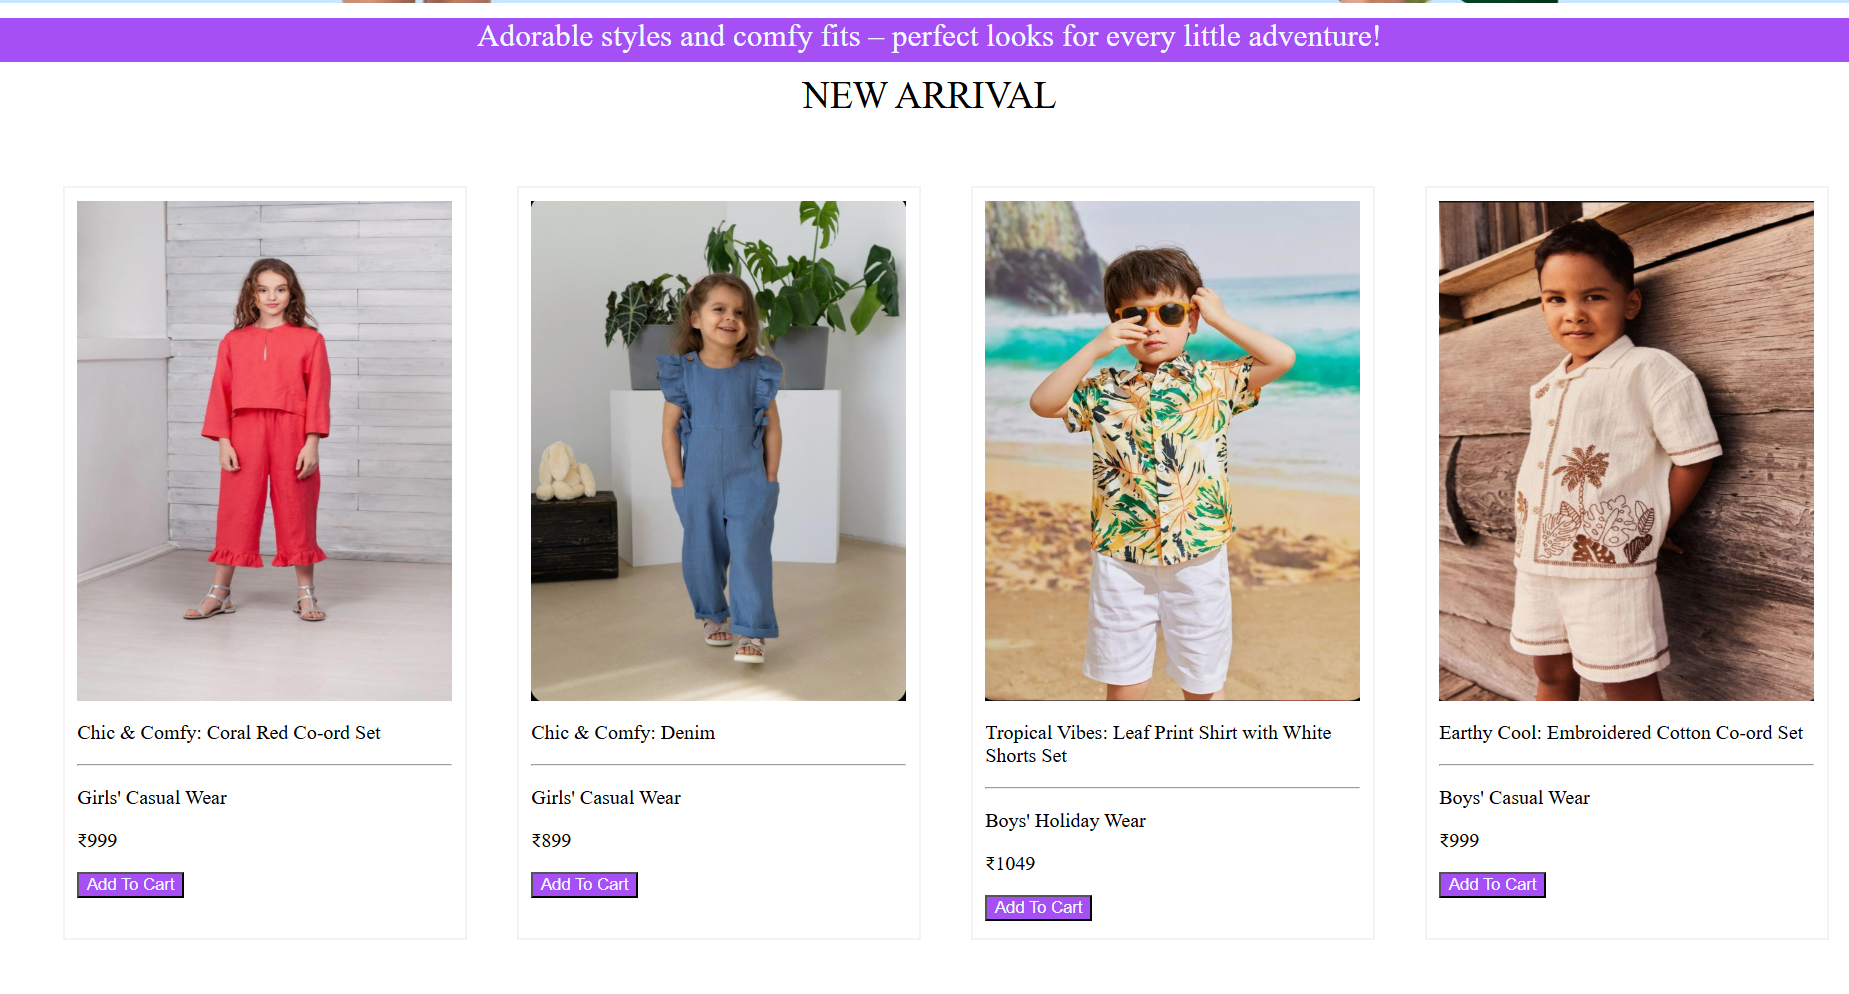 Adorable styles and comfy fits – perfect looks for every little adventure!
NEW ARRIVAL
Chic & Comfy: Coral Red Co-ord Set
Girls' Casual Wear
₹999
Add To Cart
Chic & Comfy: Denim
Girls' Casual Wear
₹899
Add To Cart
Tropical Vibes: Leaf Print Shirt with White
Shorts Set
Boys' Holiday Wear
₹1049
Add To Cart
Earthy Cool: Embroidered Cotton Co-ord Set
Boys' Casual Wear
₹999
Add To Cart